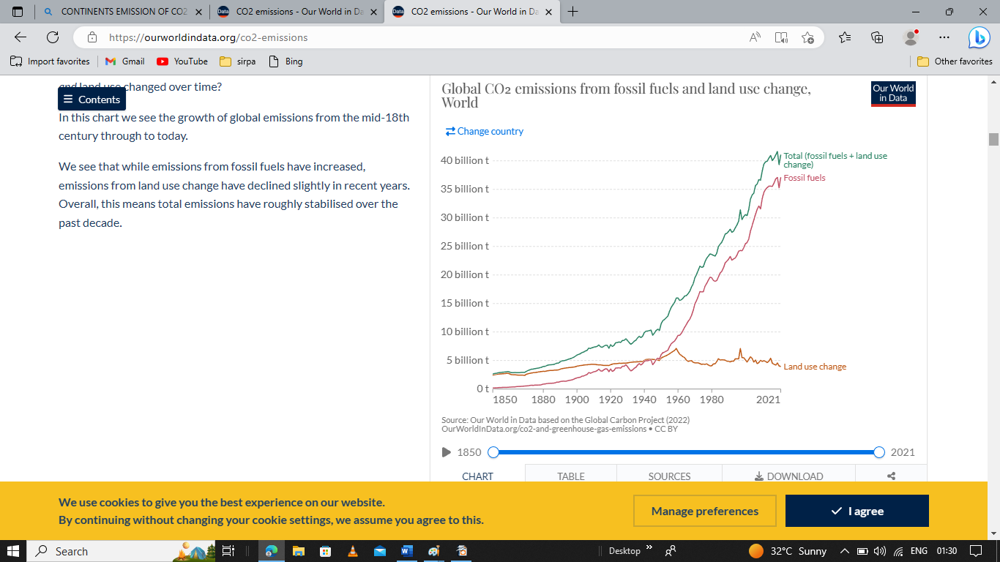 CONTINENTS EMISSION OF CO2
CO2 emissions - Our World in Da
CO2 emissions - Our World in Da
https://ourworldindata.org/co2-emissions
Import favorites
Gmail
YouTube
sirpa
Bing
Other favorites
and land use changed over time?
Contents
In this chart we see the growth of global emissions from the mid-18th
century through to today.
We see that while emissions from fossil fuels have increased,
emissions from land use change have declined slightly in recent years.
Overall, this means total emissions have roughly stabilised over the
past decade.
Global CO₂ emissions from fossil fuels and land use change,
World
Our World
in Data
Change country
40 billion t
35 billion t
30 billion t
25 billion t
20 billion t
15 billion t
10 billion t
5 billion t
0 t
Total (fossil fuels + land use
change)
Fossil fuels
Land use change
1850 1880 1900 1920 1940 1960 1980 2021
Source: Our World in Data based on the Global Carbon Project (2022)
OurWorldInData.org/co2-and-greenhouse-gas-emissions • CC BY
1850 2021
CHART TABLE SOURCES DOWNLOAD
We use cookies to give you the best experience on our website.
By continuing without changing your cookie settings, we assume you agree to this.
Manage preferences
I agree
Search
Desktop
32°C Sunny
ENG
01:30